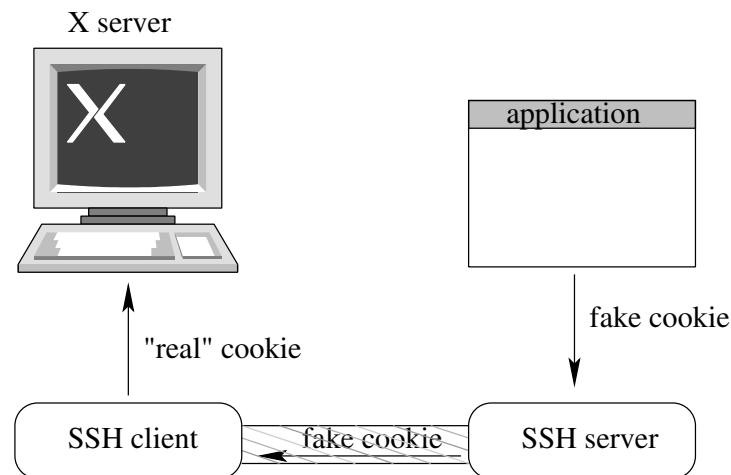 X server
X
application
fake cookie
"real" cookie
SSH client
fake cookie
SSH server